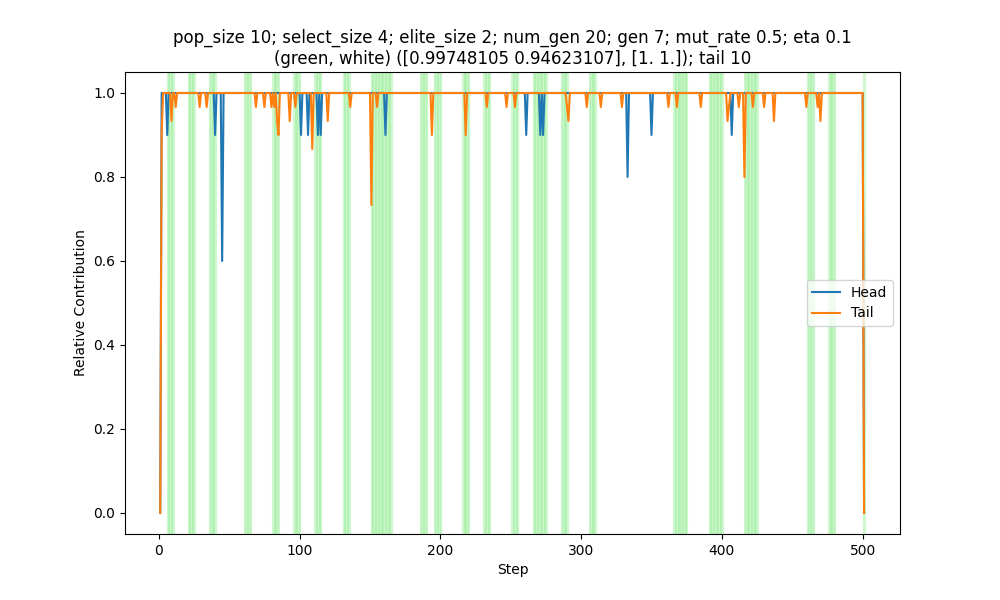 pop_size 10; select_size 4; elite_size 2; num_gen 20; gen 7; mut_rate 0.5; eta 0.1
(green, white) ([0.99748105 0.94623107], [1. 1.]); tail 10
1.0
0.8
0.6
0.4
0.2
0.0
Relative Contribution
Head
Tail
0
100
200
300
400
500
Step